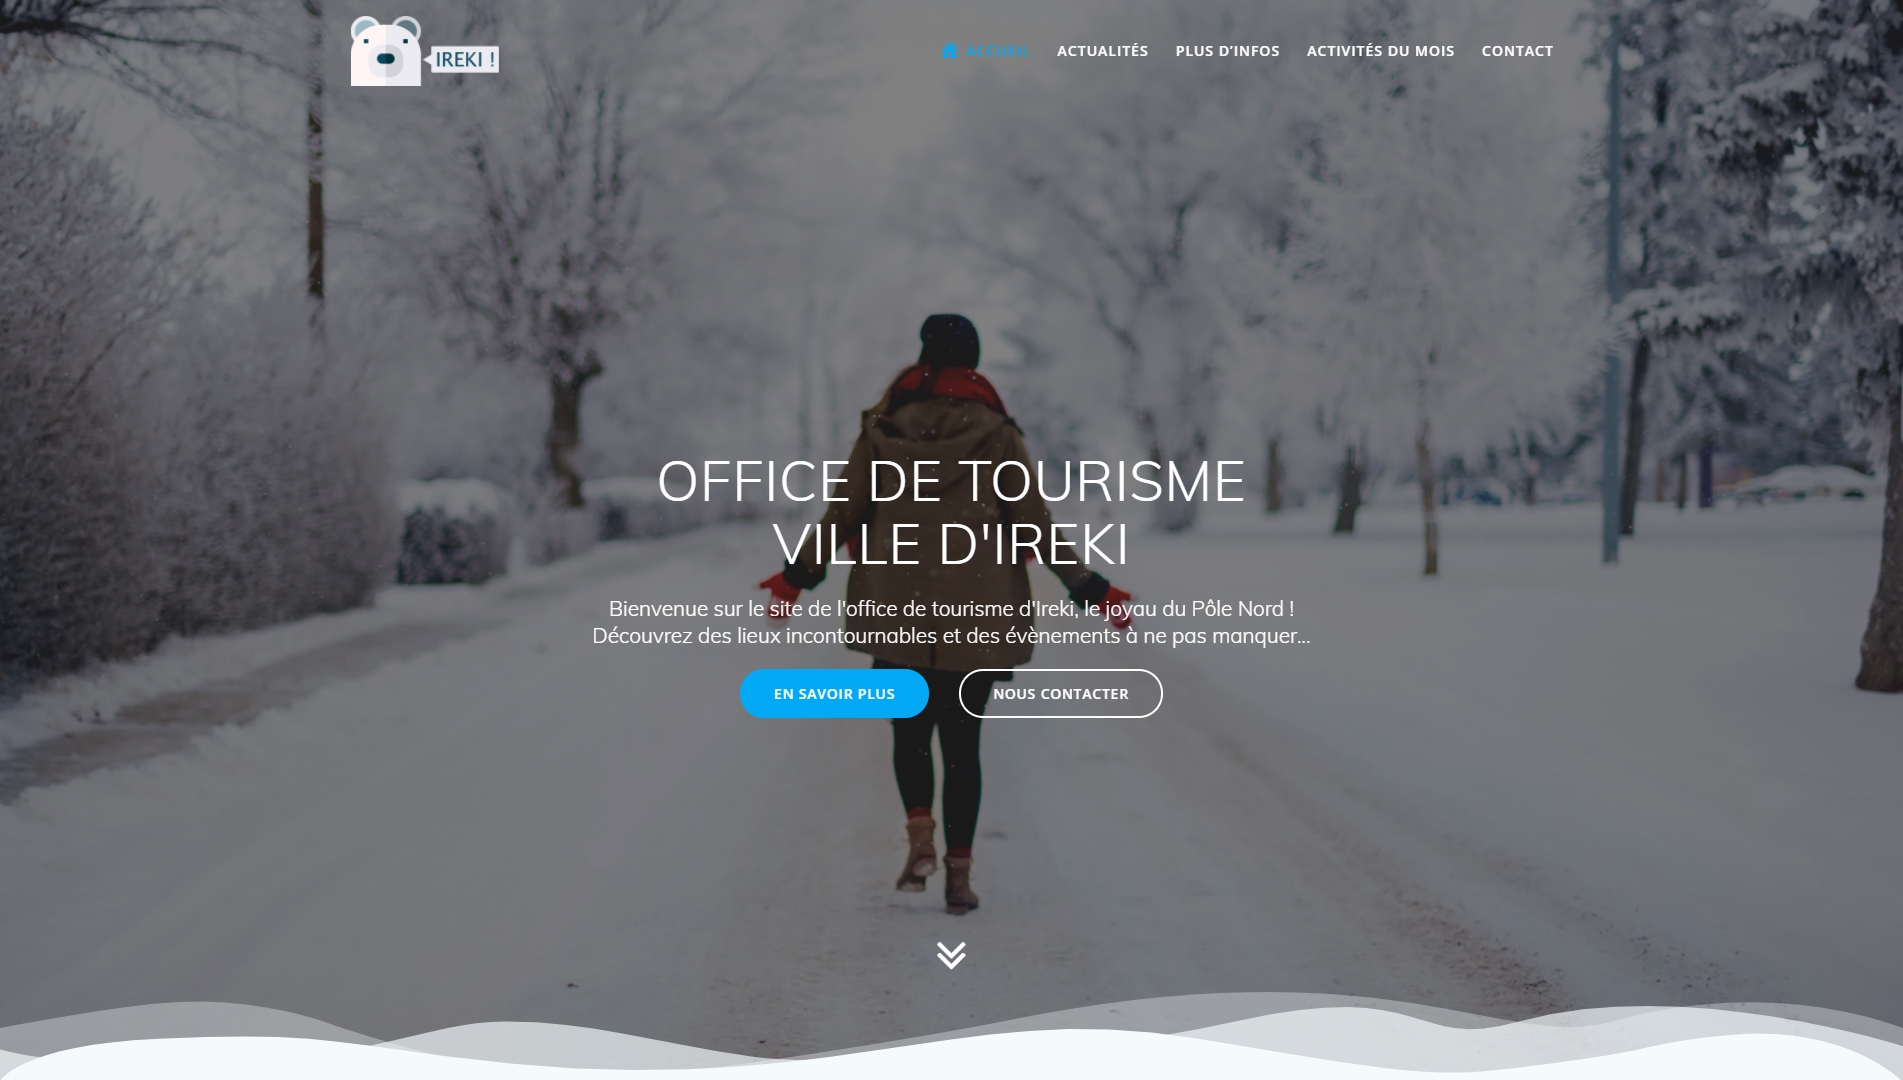 IREKI !
ACCUEIL
ACTUALITÉS
PLUS D'INFOS
ACTIVITÉS DU MOIS
CONTACT
OFFICE DE TOURISME
VILLE D'IREKI
Bienvenue sur le site de l'office de tourisme d'Ireki, le joyau du Pôle Nord !
Découvrez des lieux incontournables et des évènements à ne pas manquer...
EN SAVOIR PLUS
NOUS CONTACTER